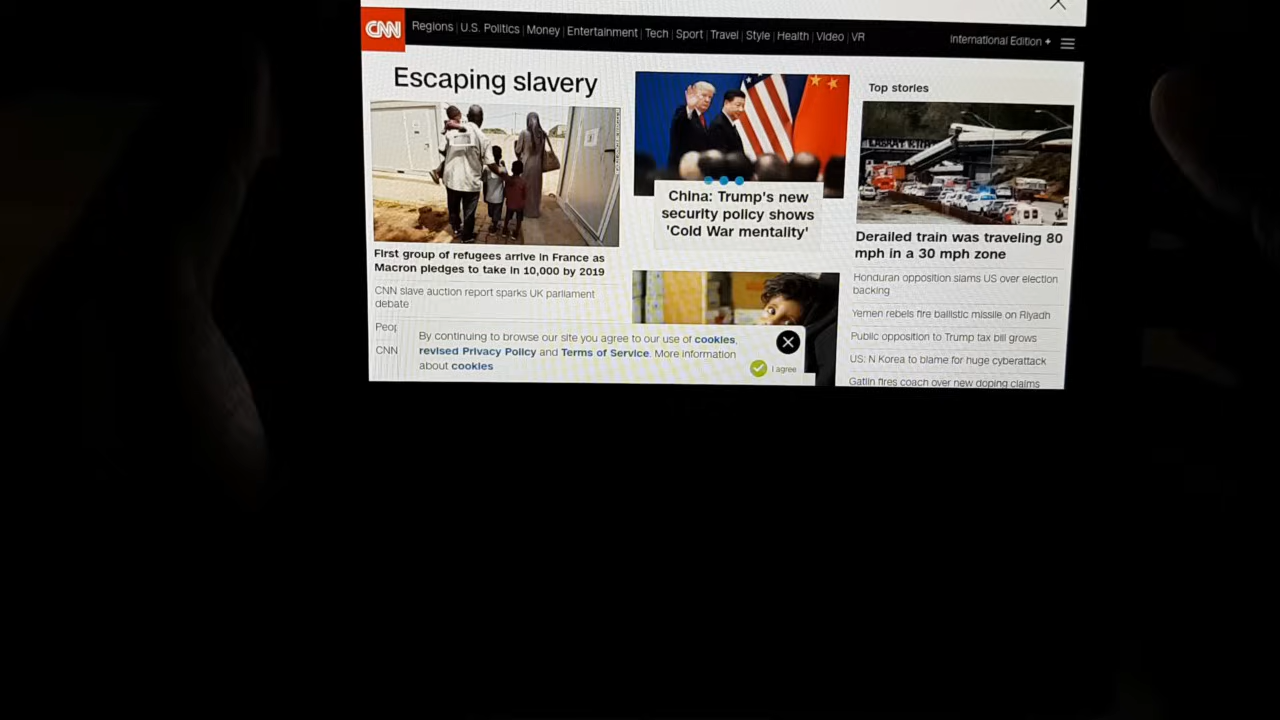 CNN
Regions | U.S. Politics | Money | Entertainment | Tech | Sport | Travel | Style | Health | Video | VR
International Edition +
Escaping slavery
First group of refugees arrive in France as
Macron pledges to take in 10,000 by 2019
CNN slave auction report sparks UK parliament
debate
CNN
China: Trump's new
security policy shows
'Cold War mentality'
Top stories
Derailed train was traveling 80
mph in a 30 mph zone
Honduran opposition slams US over election
backing
Yemen rebels fire ballistic missile on Riyadh
Public opposition to Trump tax bill grows
US: N Korea to blame for huge cyberattack
Gatlin fires coach over new doping claims
By continuing to browse our site you agree to our use of cookies,
revised Privacy Policy and Terms of Service. More information
about cookies
I agree